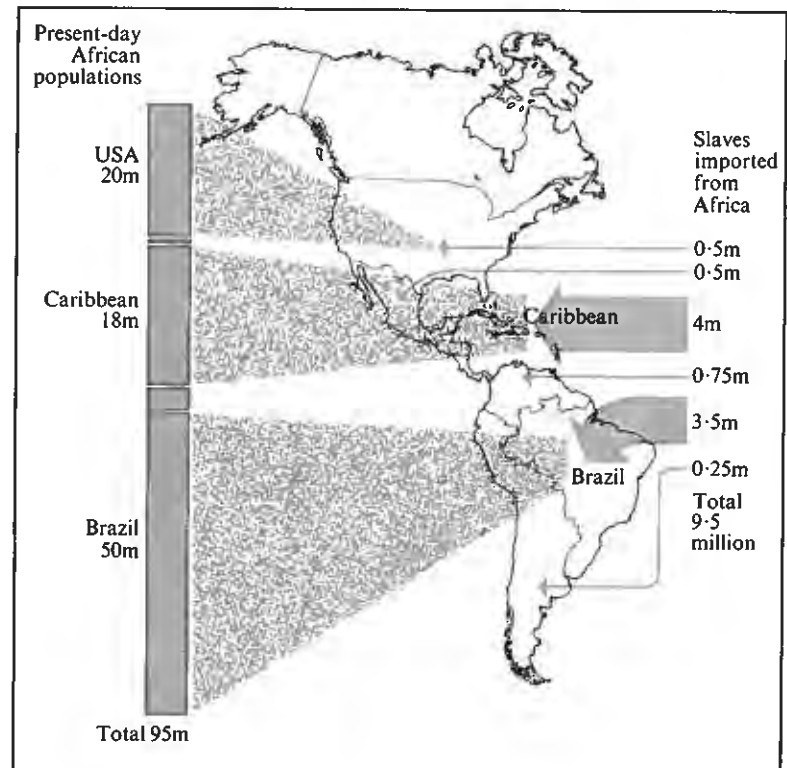 Present-day
African
populations
USA
20m
Caribbean
18m
Brazil
50m
Total 95m
Caribbean
Brazil
Slaves
imported
from
Africa
0·5m
0·5m
4m
0·75m
3·5m
0·25m
Total
9·5
million